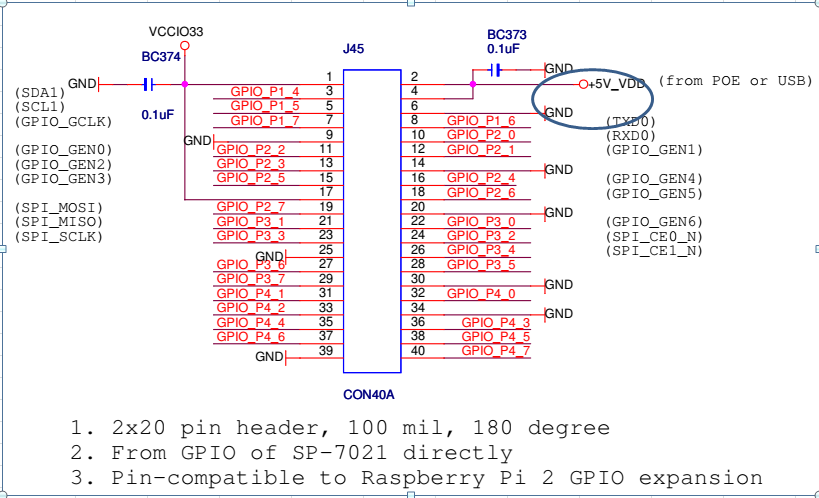 VCCIO33
BC373
0.1uF
J45
BC374
0.1uF
GND
GND
+5V_VDD (from POE or USB)
1 2
(SDA1) GPIO_P1_4 3 4
(SCL1) GPIO_P1_5 5 6 GND
(GPIO_GCLK) GPIO_P1_7 7 8 GPIO_P1_6 (TXD0)
GND 9 10 GPIO_P2_0 (RXD0)
(GPIO_GEN0) GPIO_P2_2 11 12 GPIO_P2_1 (GPIO_GEN1)
(GPIO_GEN2) GPIO_P2_3 13 14 GND
(GPIO_GEN3) GPIO_P2_5 15 16 GPIO_P2_4 (GPIO_GEN4)
17 18 GPIO_P2_6 (GPIO_GEN5)
(SPI_MOSI) GPIO_P2_7 19 20 GND
(SPI_MISO) GPIO_P3_1 21 22 GPIO_P3_0 (GPIO_GEN6)
(SPI_SCLK) GPIO_P3_3 23 24 GPIO_P3_2 (SPI_CE0_N)
GND 25 26 GPIO_P3_4 (SPI_CE1_N)
GPIO_P3_6 27 28 GPIO_P3_5
GPIO_P3_7 29 30 GND
GPIO_P4_1 31 32 GPIO_P4_0
GPIO_P4_2 33 34 GND
GPIO_P4_4 35 36 GPIO_P4_3
GPIO_P4_6 37 38 GPIO_P4_5
GND 39 40 GPIO_P4_7
CON40A
1. 2x20 pin header, 100 mil, 180 degree
2. From GPIO of SP-7021 directly
3. Pin-compatible to Raspberry Pi 2 GPIO expansion